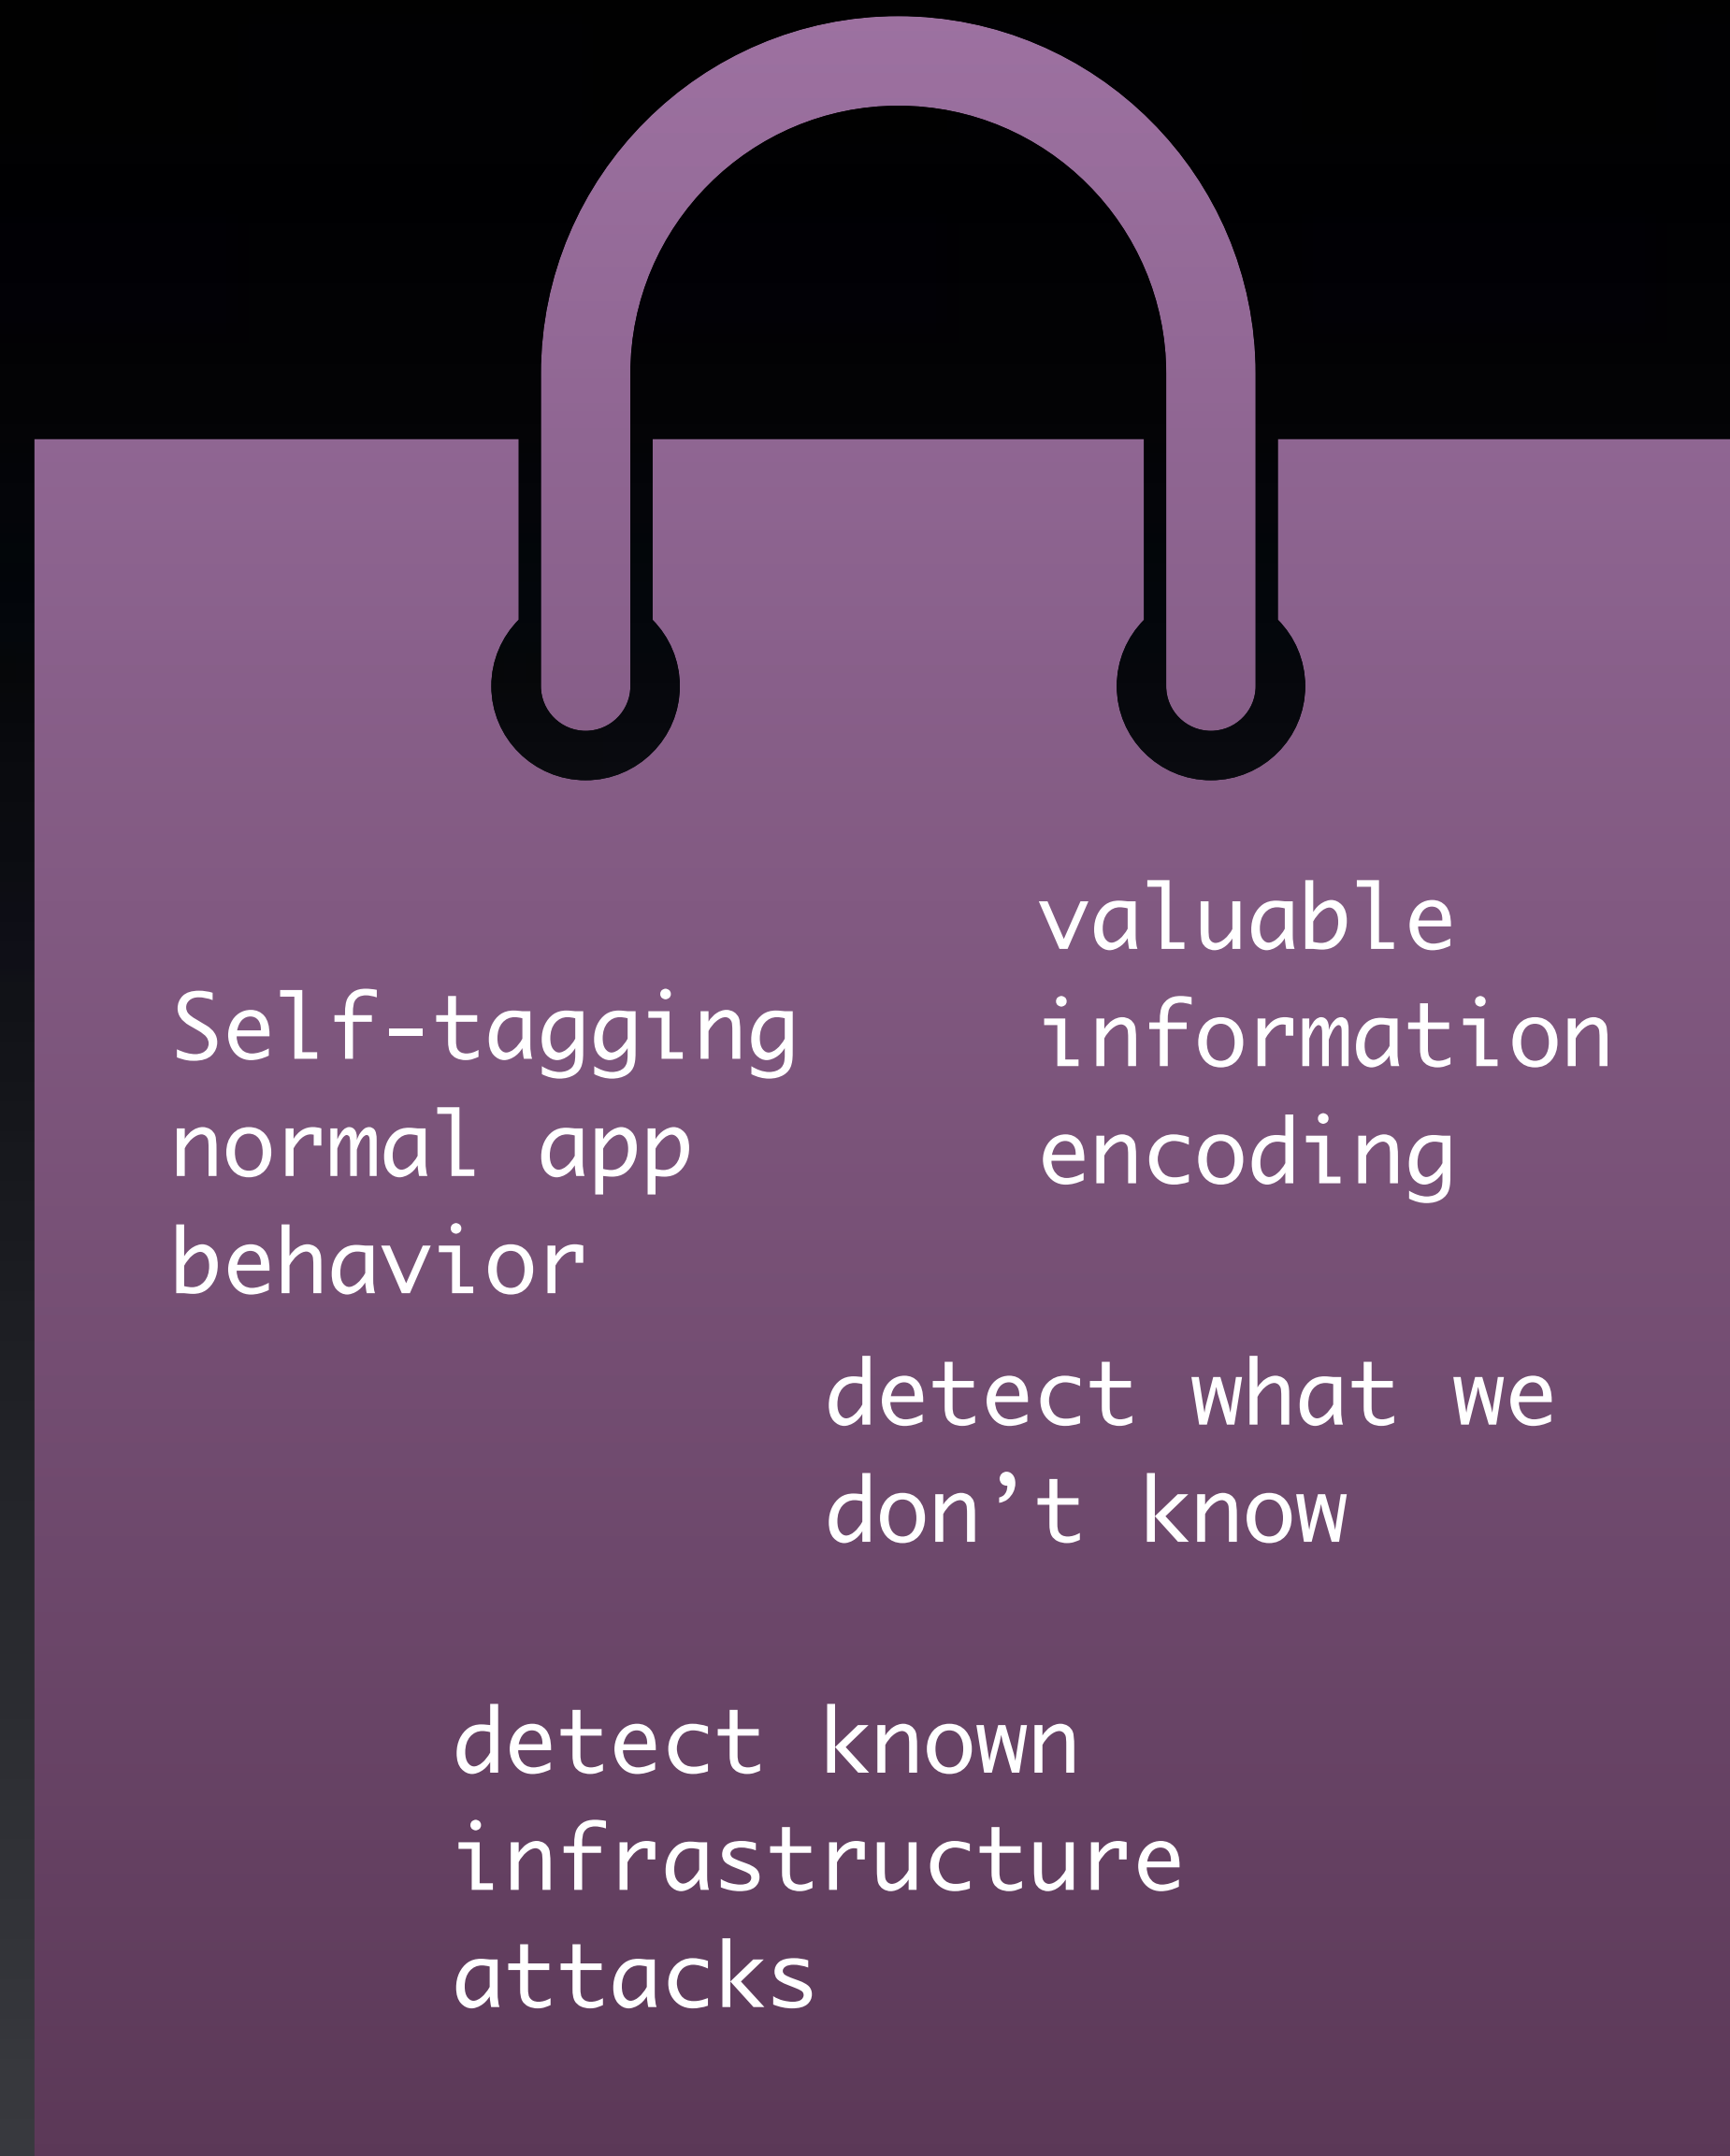 valuable
information
encoding
Self-tagging
normal app
behavior
detect what we
don’t know
detect known
infrastructure
attacks